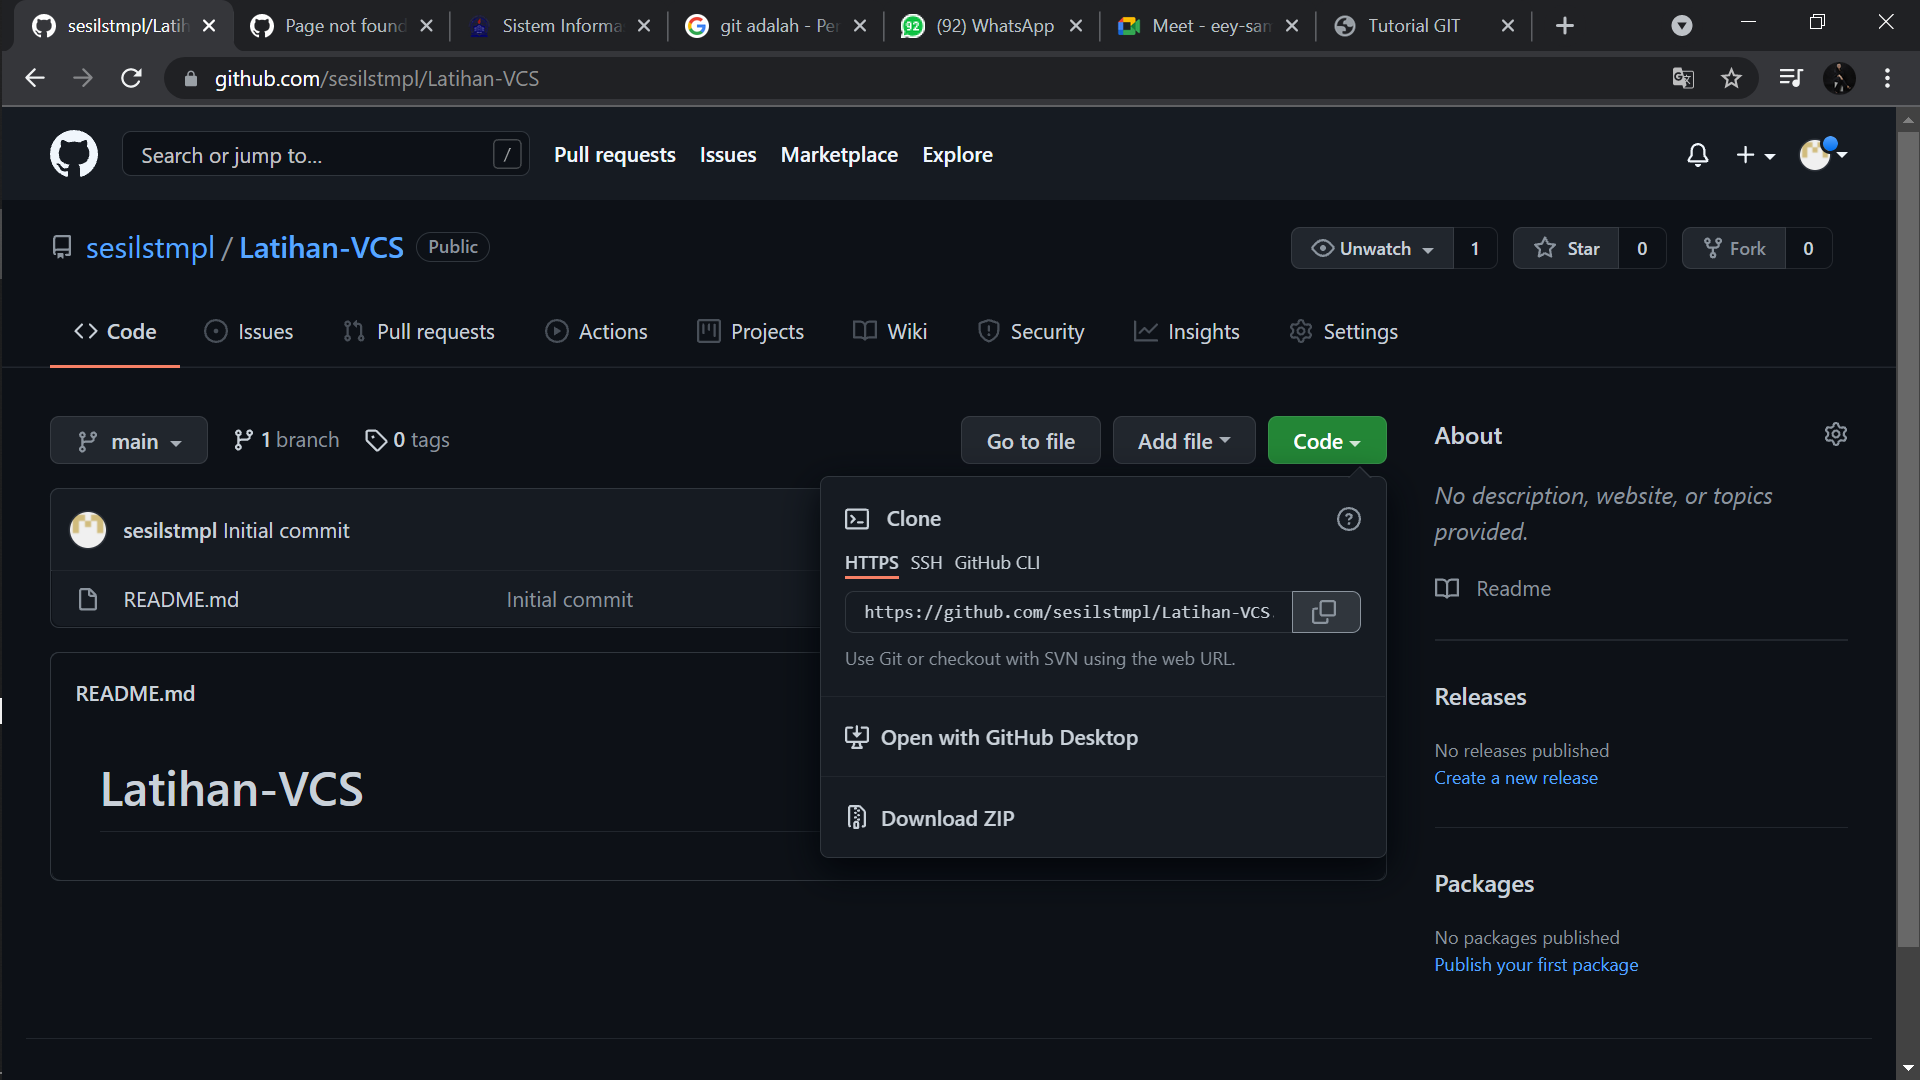 sesilstmpl/Latih
Page not found
Sistem Informa
git adalah - Pe
92
(92) WhatsApp
Meet - eey-sam
Tutorial GIT
github.com/sesilstmpl/Latihan-VCS
Search or jump to...
/
Pull requests
Issues
Marketplace
Explore
sesilstmpl / Latihan-VCS
Public
Unwatch
1
Star
0
Fork
0
Code
Issues
Pull requests
Actions
Projects
Wiki
Security
Insights
Settings
main
1 branch
0 tags
Go to file
Add file
Code
sesilstmpl Initial commit
README.md
Initial commit
README.md
Latihan-VCS
Clone
HTTPS
SSH
GitHub CLI
https://github.com/sesilstmpl/Latihan-VCS.
Use Git or checkout with SVN using the web URL.
Open with GitHub Desktop
Download ZIP
About
No description, website, or topics
provided.
Readme
Releases
No releases published
Create a new release
Packages
No packages published
Publish your first package